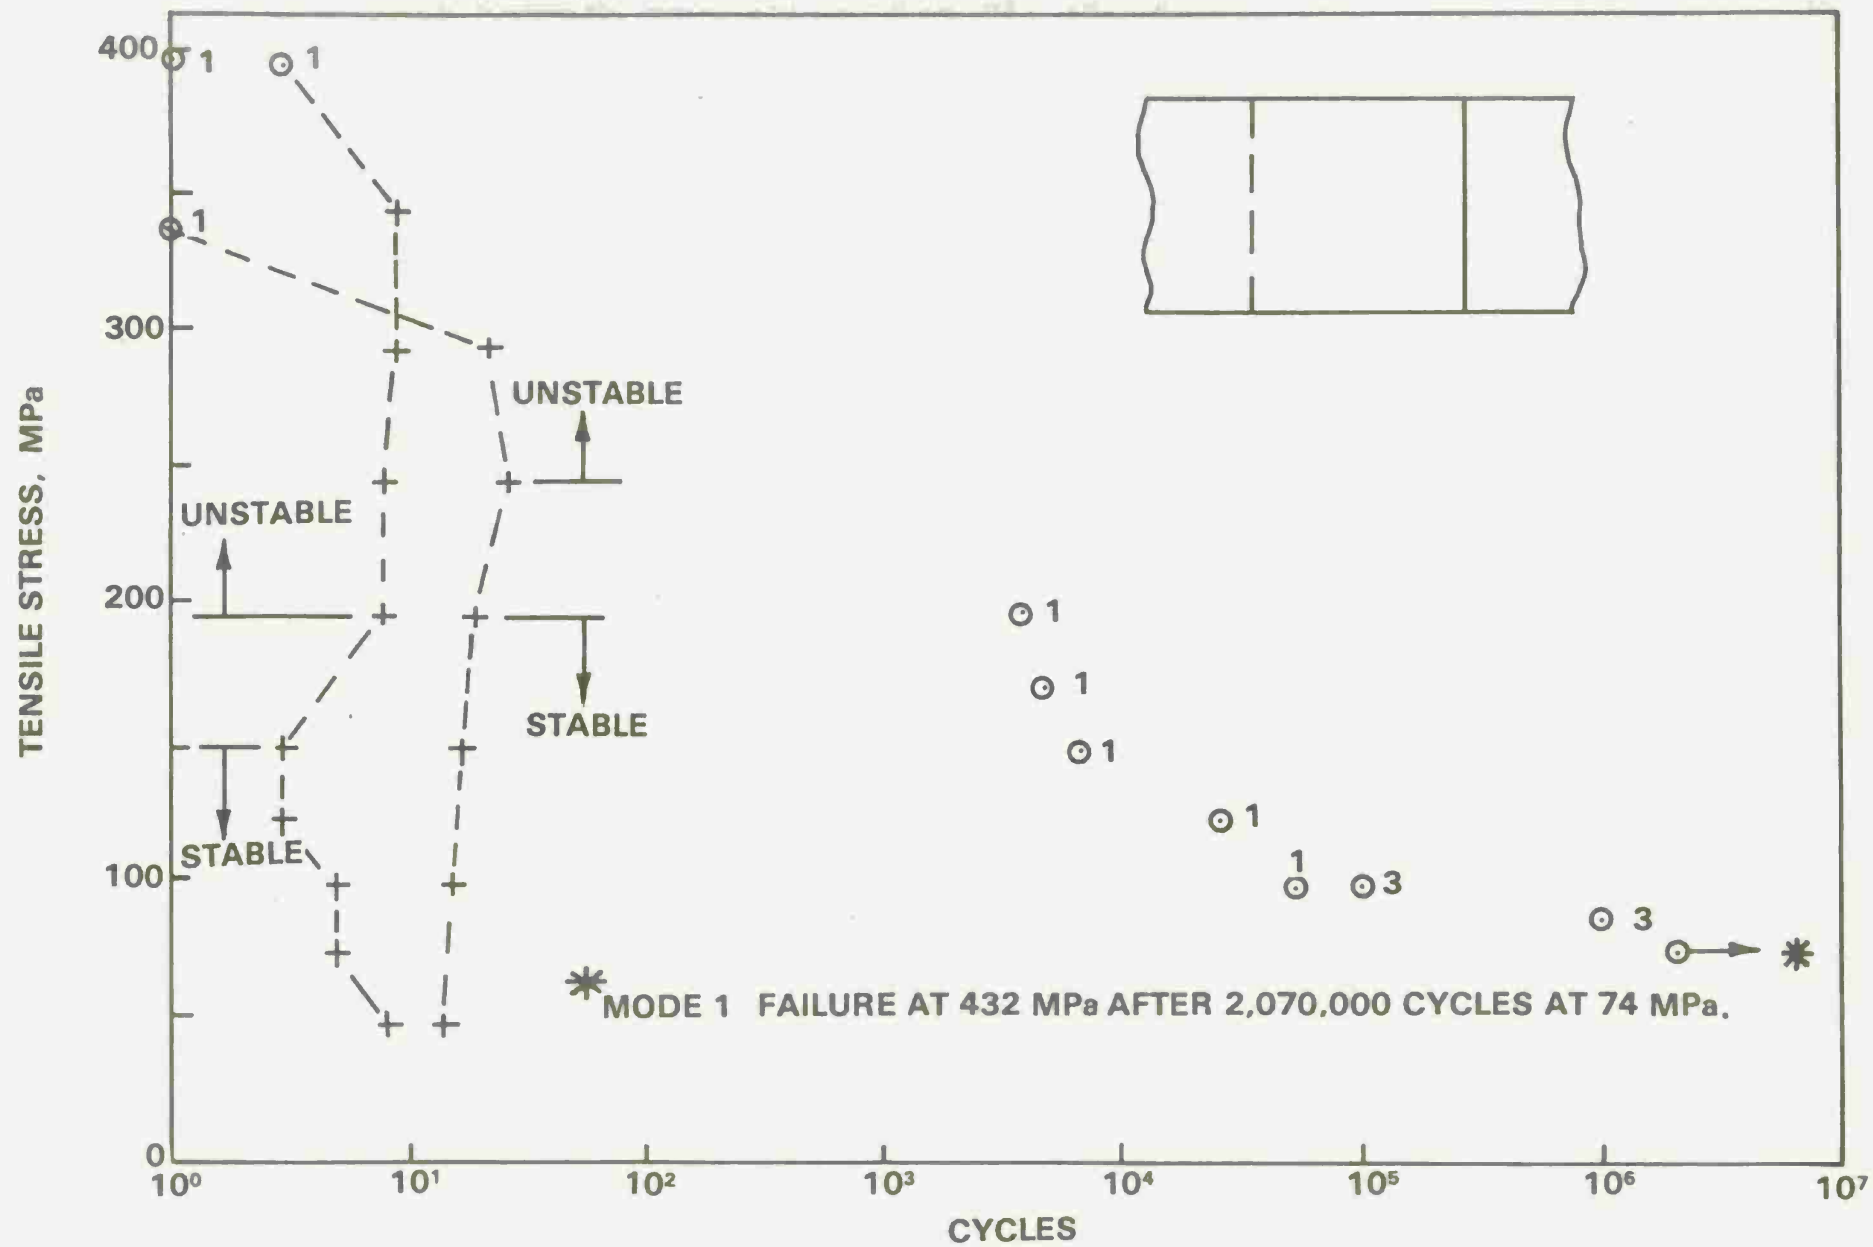 400
1
1
1
300
UNSTABLE
UNSTABLE
200
1
1
STABLE
1
1
STABLE
1
100
3
3
MODE 1 FAILURE AT 432 MPa AFTER 2,070,000 CYCLES AT 74 MPa.
0
10⁰ 10¹ 10² 10³ 10⁴ 10⁵ 10⁶ 10⁷
CYCLES
TENSILE STRESS, MPa